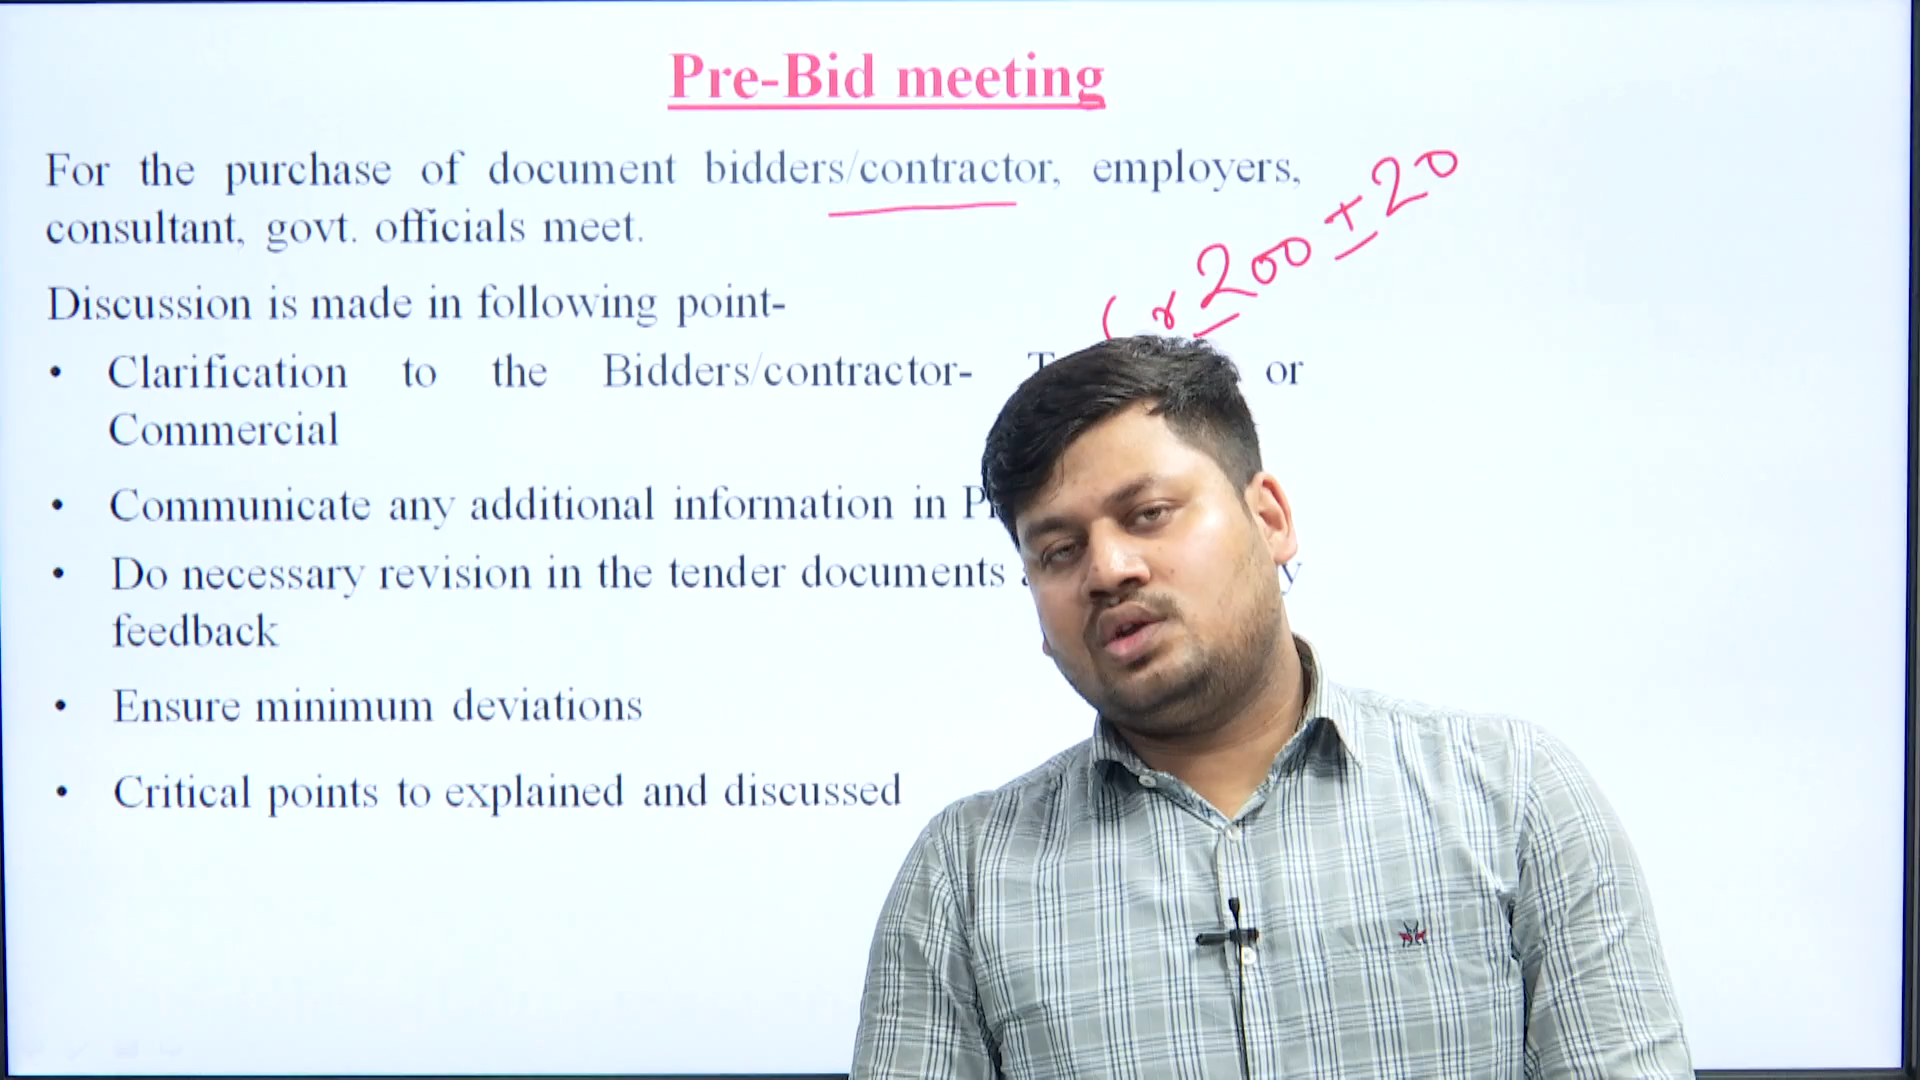 Pre-Bid meeting
For the purchase of document bidders/contractor, employers,
consultant, govt. officials meet.
200 ± 20
Discussion is made in following point-
• Clarification to the Bidders/contractor- or
Commercial
• Communicate any additional information in
• Do necessary revision in the tender documents
feedback
• Ensure minimum deviations
• Critical points to explained and discussed